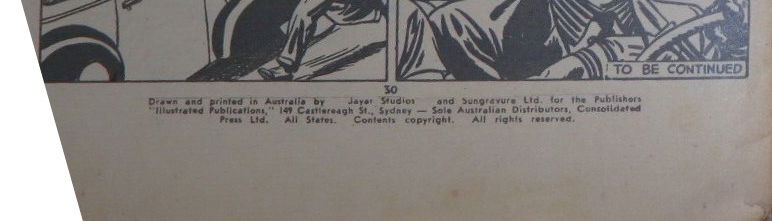 TO BE CONTINUED
30
Drawn and printed in Australia by Jayar Studios and Sungravure Ltd. for the Publishers
"Illustrated Publications," 149 Castlereagh St., Sydney — Sole Australian Distributors, Consolidated
Press Ltd. All States. Contents copyright. All rights reserved.